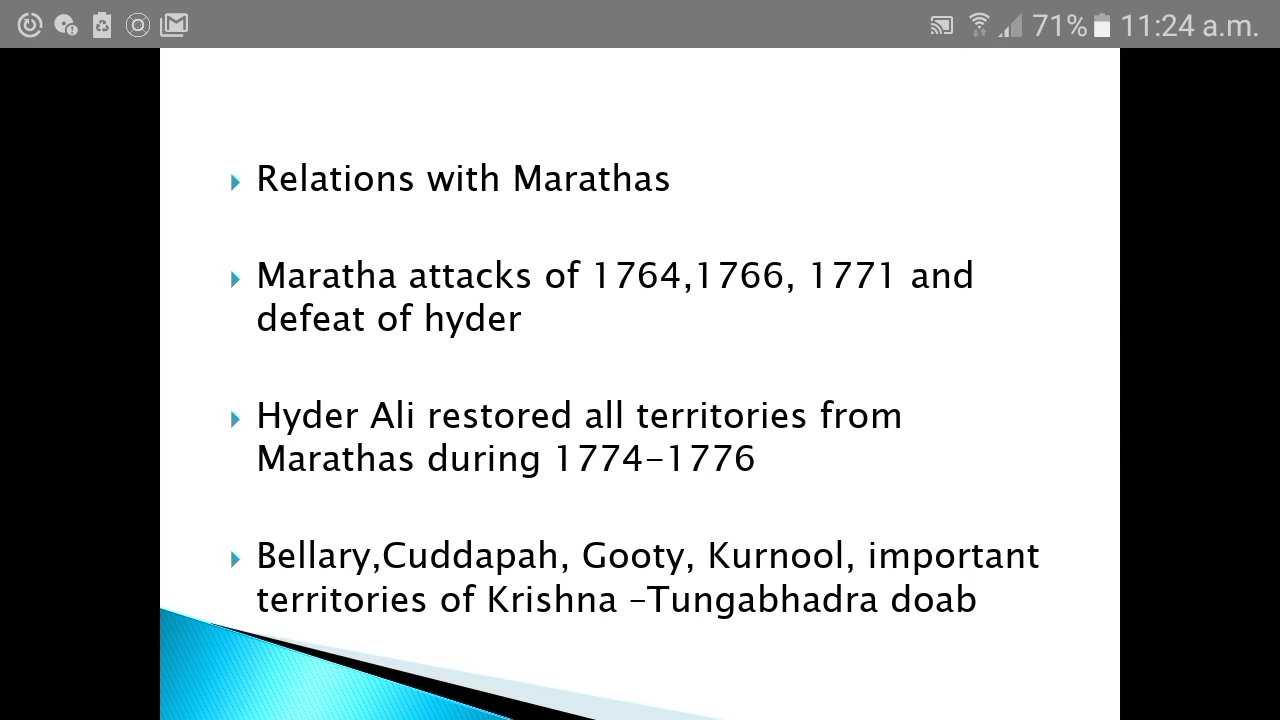 71% 11:24 a.m.
Relations with Marathas
Maratha attacks of 1764,1766, 1771 and
defeat of hyder
Hyder Ali restored all territories from
Marathas during 1774-1776
Bellary,Cuddapah, Gooty, Kurnool, important
territories of Krishna -Tungabhadra doab